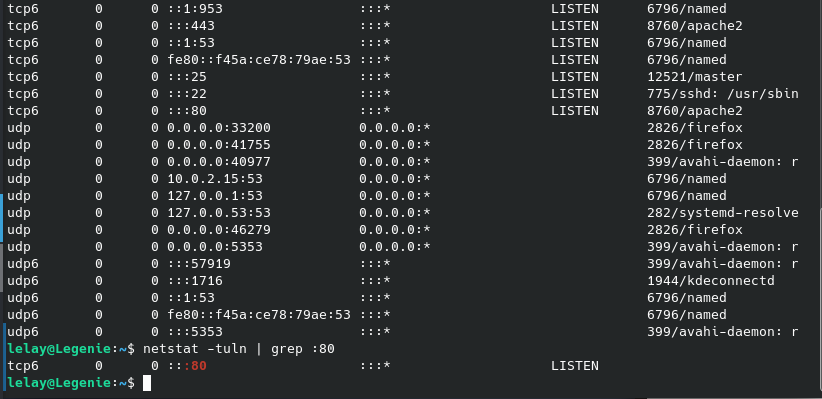 tcp6       0      0 ::1:953                 :::*                    LISTEN      6796/named
tcp6       0      0 :::443                  :::*                    LISTEN      8760/apache2
tcp6       0      0 ::1:53                  :::*                    LISTEN      6796/named
tcp6       0      0 fe80::f45a:ce78:79ae:53 :::*                    LISTEN      6796/named
tcp6       0      0 :::25                   :::*                    LISTEN      12521/master
tcp6       0      0 :::22                   :::*                    LISTEN      775/sshd: /usr/sbin
tcp6       0      0 :::80                   :::*                    LISTEN      8760/apache2
udp        0      0 0.0.0.0:33200           0.0.0.0:*                           2826/firefox
udp        0      0 0.0.0.0:41755           0.0.0.0:*                           2826/firefox
udp        0      0 0.0.0.0:40977           0.0.0.0:*                           399/avahi-daemon: r
udp        0      0 10.0.2.15:53            0.0.0.0:*                           6796/named
udp        0      0 127.0.0.1:53            0.0.0.0:*                           6796/named
udp        0      0 127.0.0.53:53           0.0.0.0:*                           282/systemd-resolve
udp        0      0 0.0.0.0:46279           0.0.0.0:*                           2826/firefox
udp        0      0 0.0.0.0:5353            0.0.0.0:*                           399/avahi-daemon: r
udp6       0      0 :::57919                :::*                                399/avahi-daemon: r
udp6       0      0 :::1716                 :::*                                1944/kdeconnectd
udp6       0      0 ::1:53                  :::*                                6796/named
udp6       0      0 fe80::f45a:ce78:79ae:53 :::*                                6796/named
udp6       0      0 :::5353                 :::*                                399/avahi-daemon: r
lelay@Legenie:~$ netstat -tuln | grep :80
tcp6       0      0 :::80                   :::*                    LISTEN
lelay@Legenie:~$